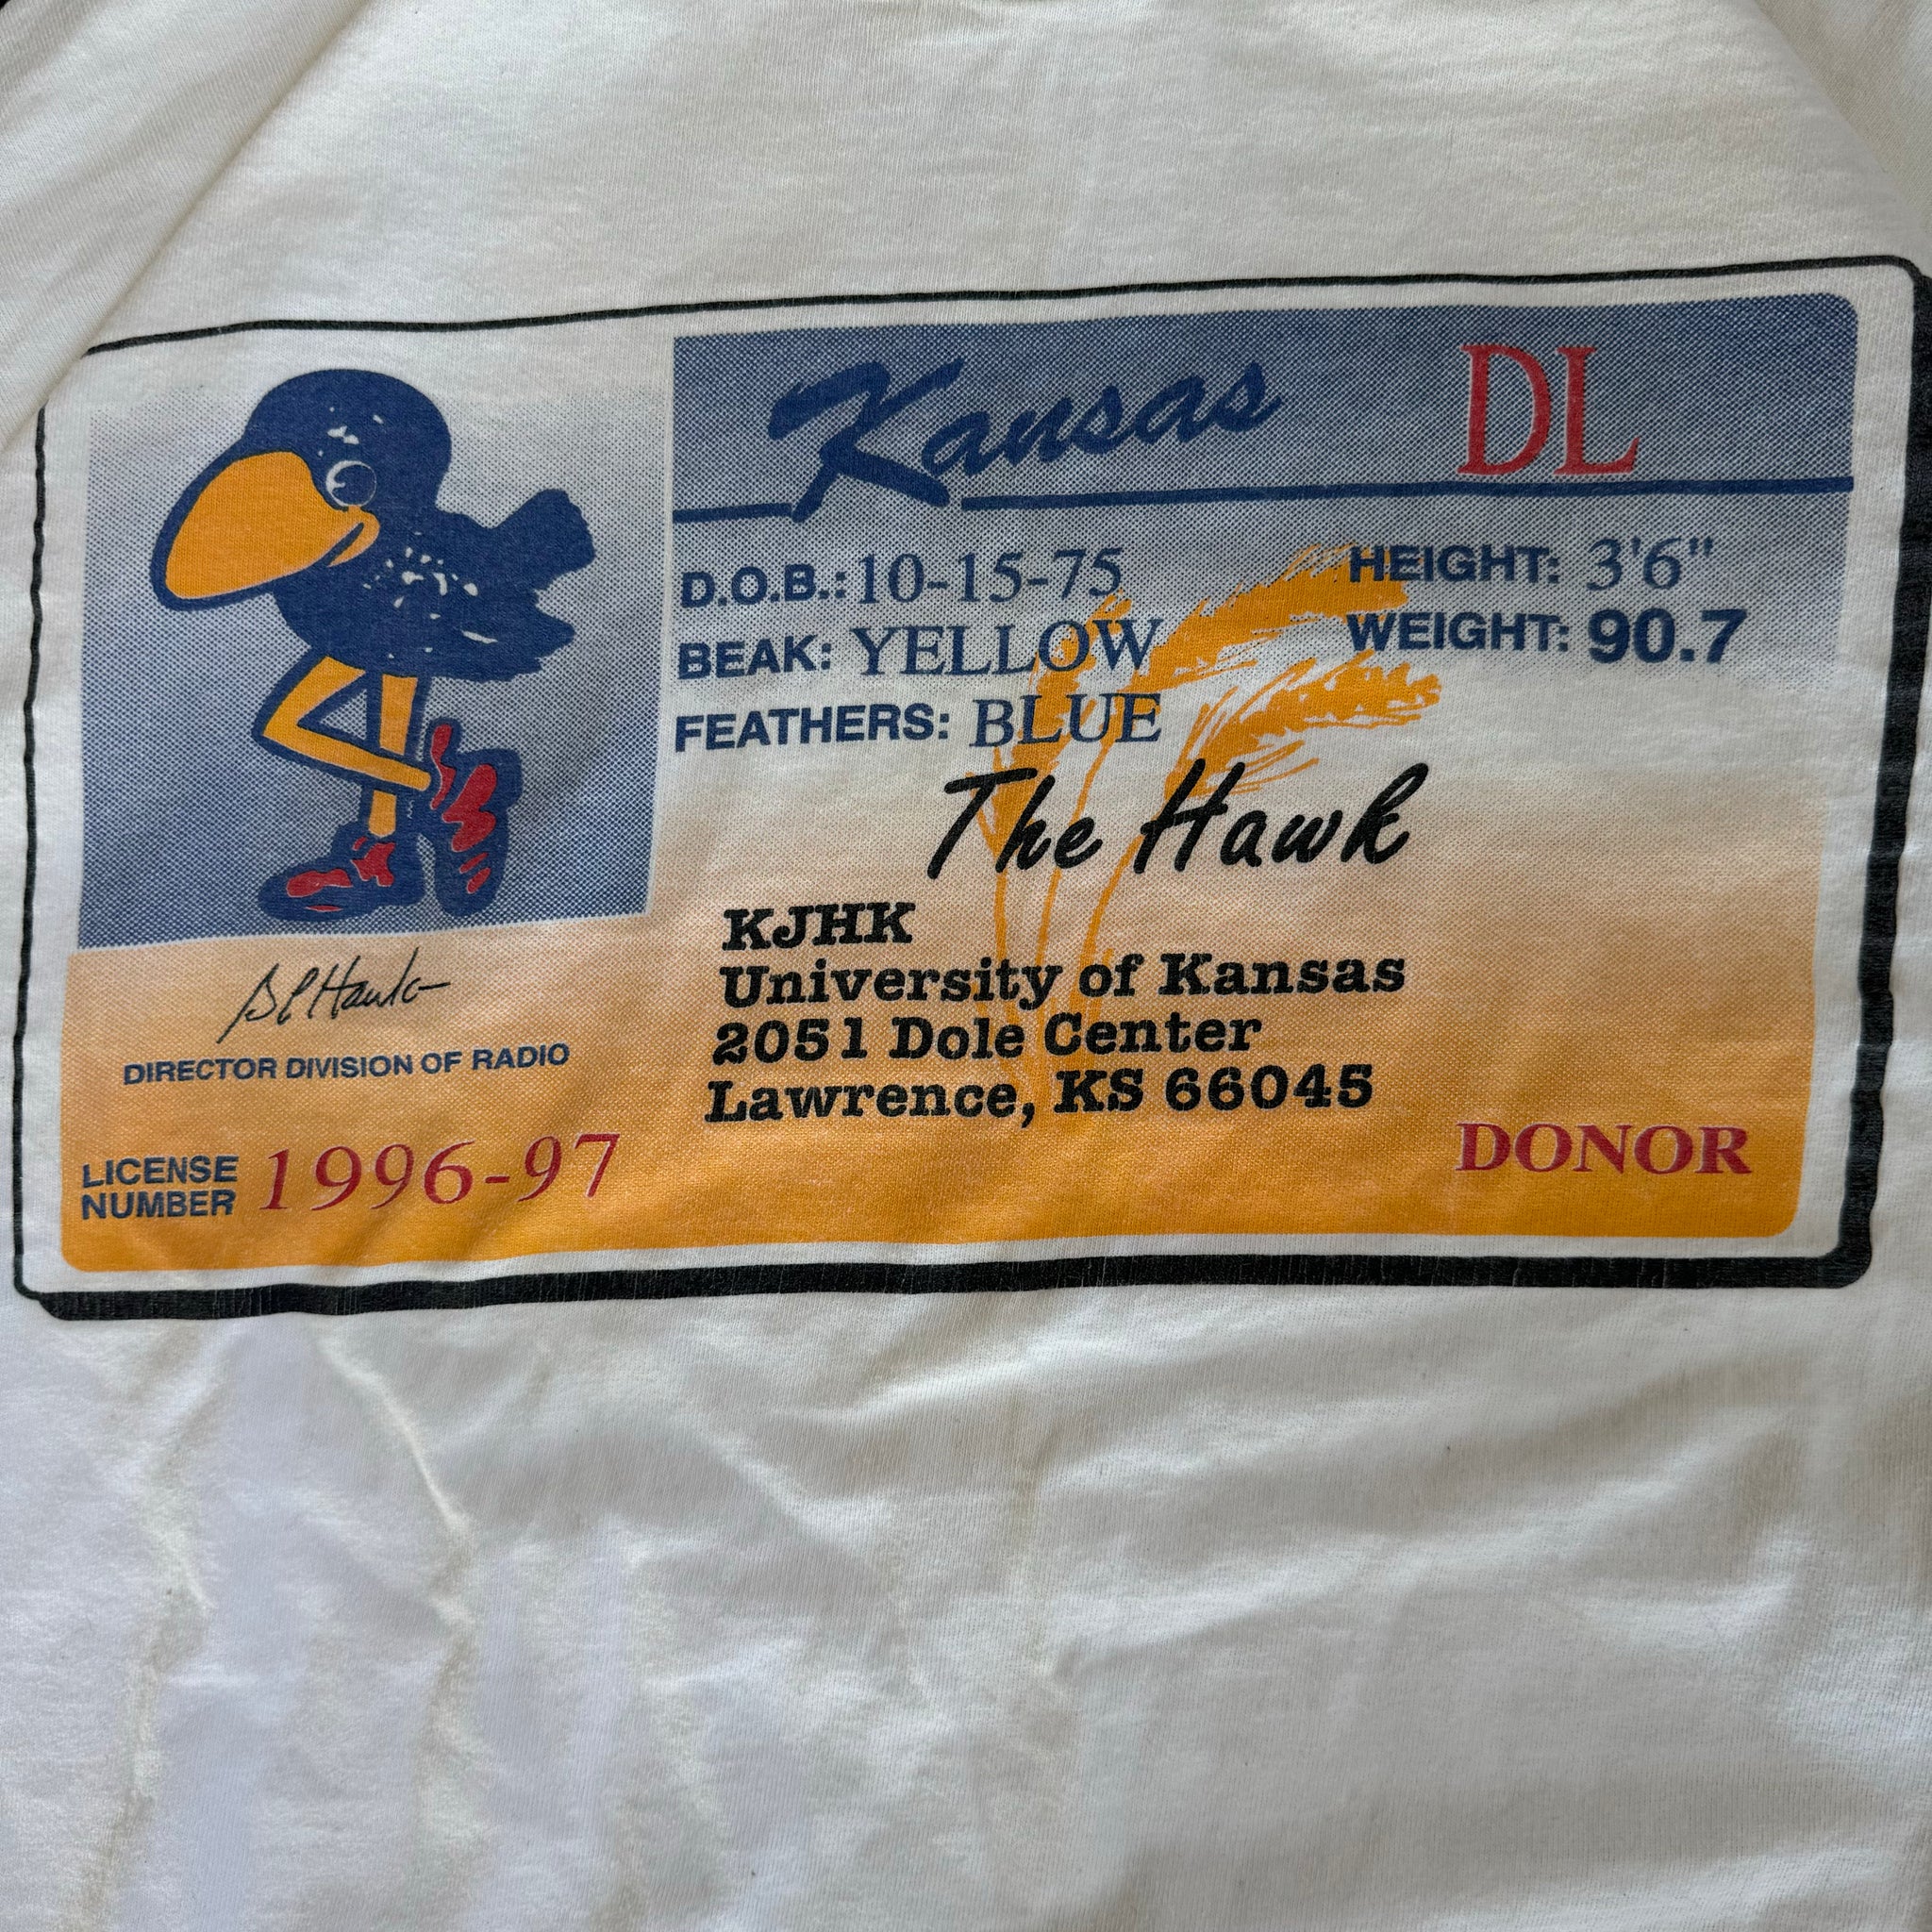 Kansas DL
D.O.B.: 10-15-75
HEIGHT: 3'6"
BEAK: YELLOW
WEIGHT: 90.7
FEATHERS: BLUE
The Hawk
KJHK
University of Kansas
2051 Dole Center
Lawrence, KS 66045
DIRECTOR DIVISION OF RADIO
LICENSE NUMBER 1996-97
DONOR